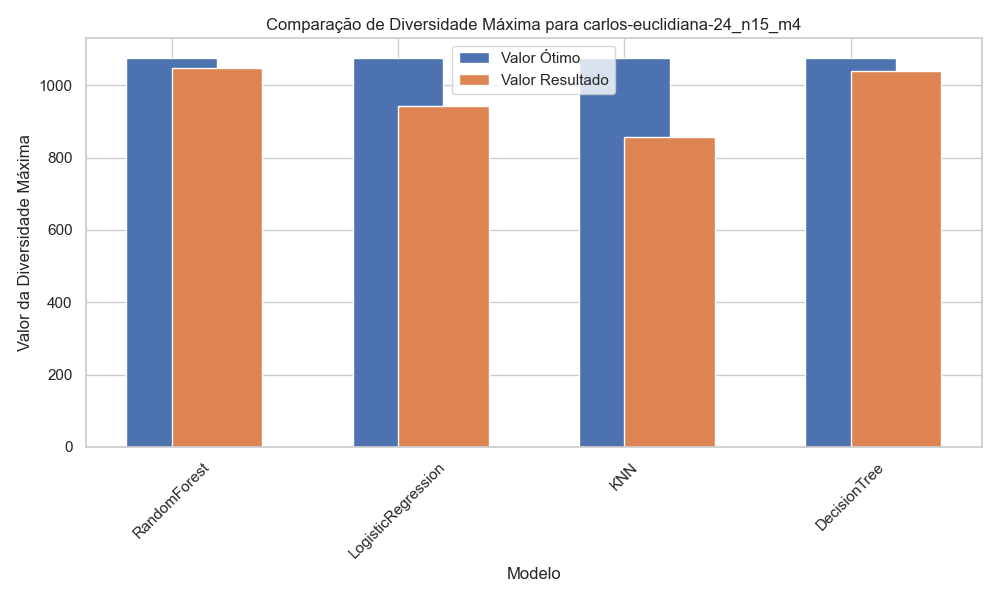 Comparação de Diversidade Máxima para carlos-euclidiana-24_n15_m4
Valor Ótimo
Valor Resultado
Valor da Diversidade Máxima
1000
800
600
400
200
0
RandomForest
LogisticRegression
KNN
DecisionTree
Modelo